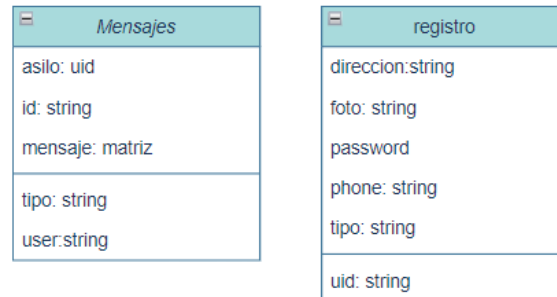 Mensajes
asilo: uid
id: string
mensaje: matriz
tipo: string
user:string
registro
direccion:string
foto: string
password
phone: string
tipo: string
uid: string